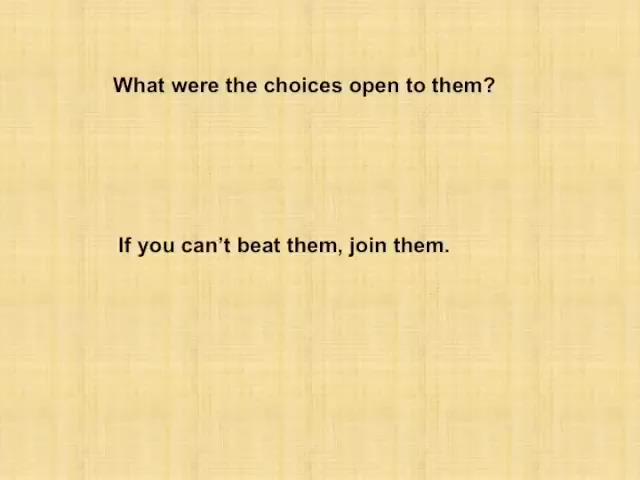 What were the choices open to them?
If you can’t beat them, join them.